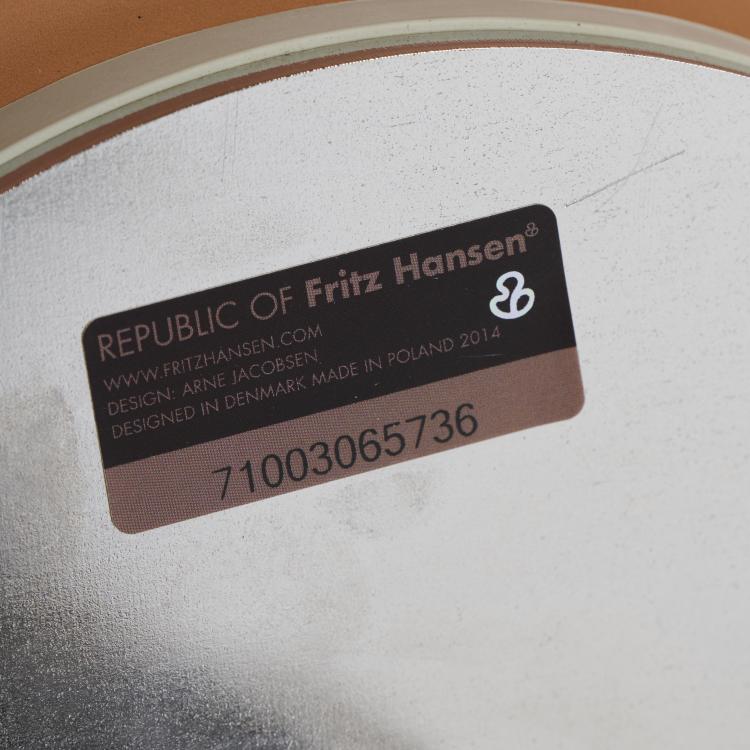 REPUBLIC OF Fritz Hansen
WWW.FRITZHANSEN.COM
DESIGN: ARNE JACOBSEN
DESIGNED IN DENMARK MADE IN POLAND 2014
71003065736